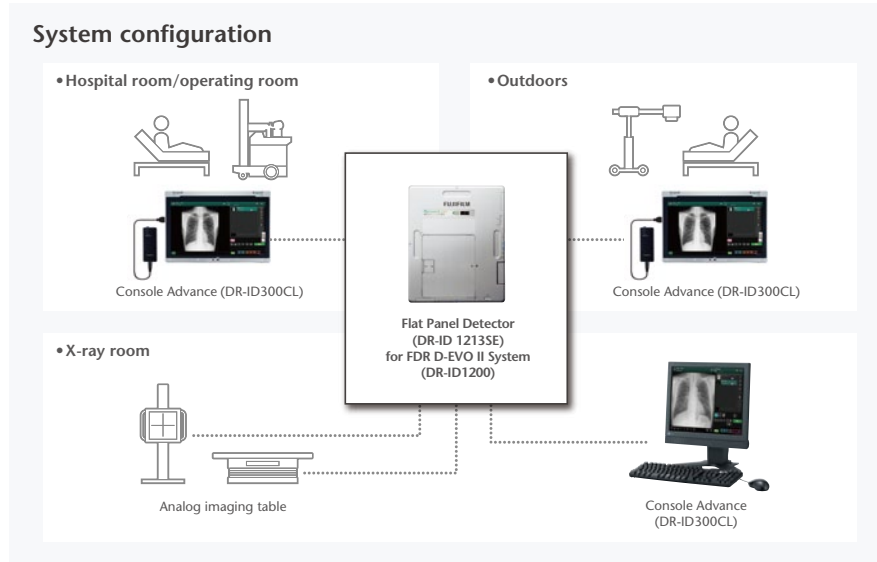 System configuration
•Hospital room/operating room
•Outdoors
FUJIFILM
Console Advance (DR-ID300CL)
Console Advance (DR-ID300CL)
Flat Panel Detector
(DR-ID 1213SE)
for FDR D-EVO II System
(DR-ID1200)
•X-ray room
Analog imaging table
Console Advance
(DR-ID300CL)